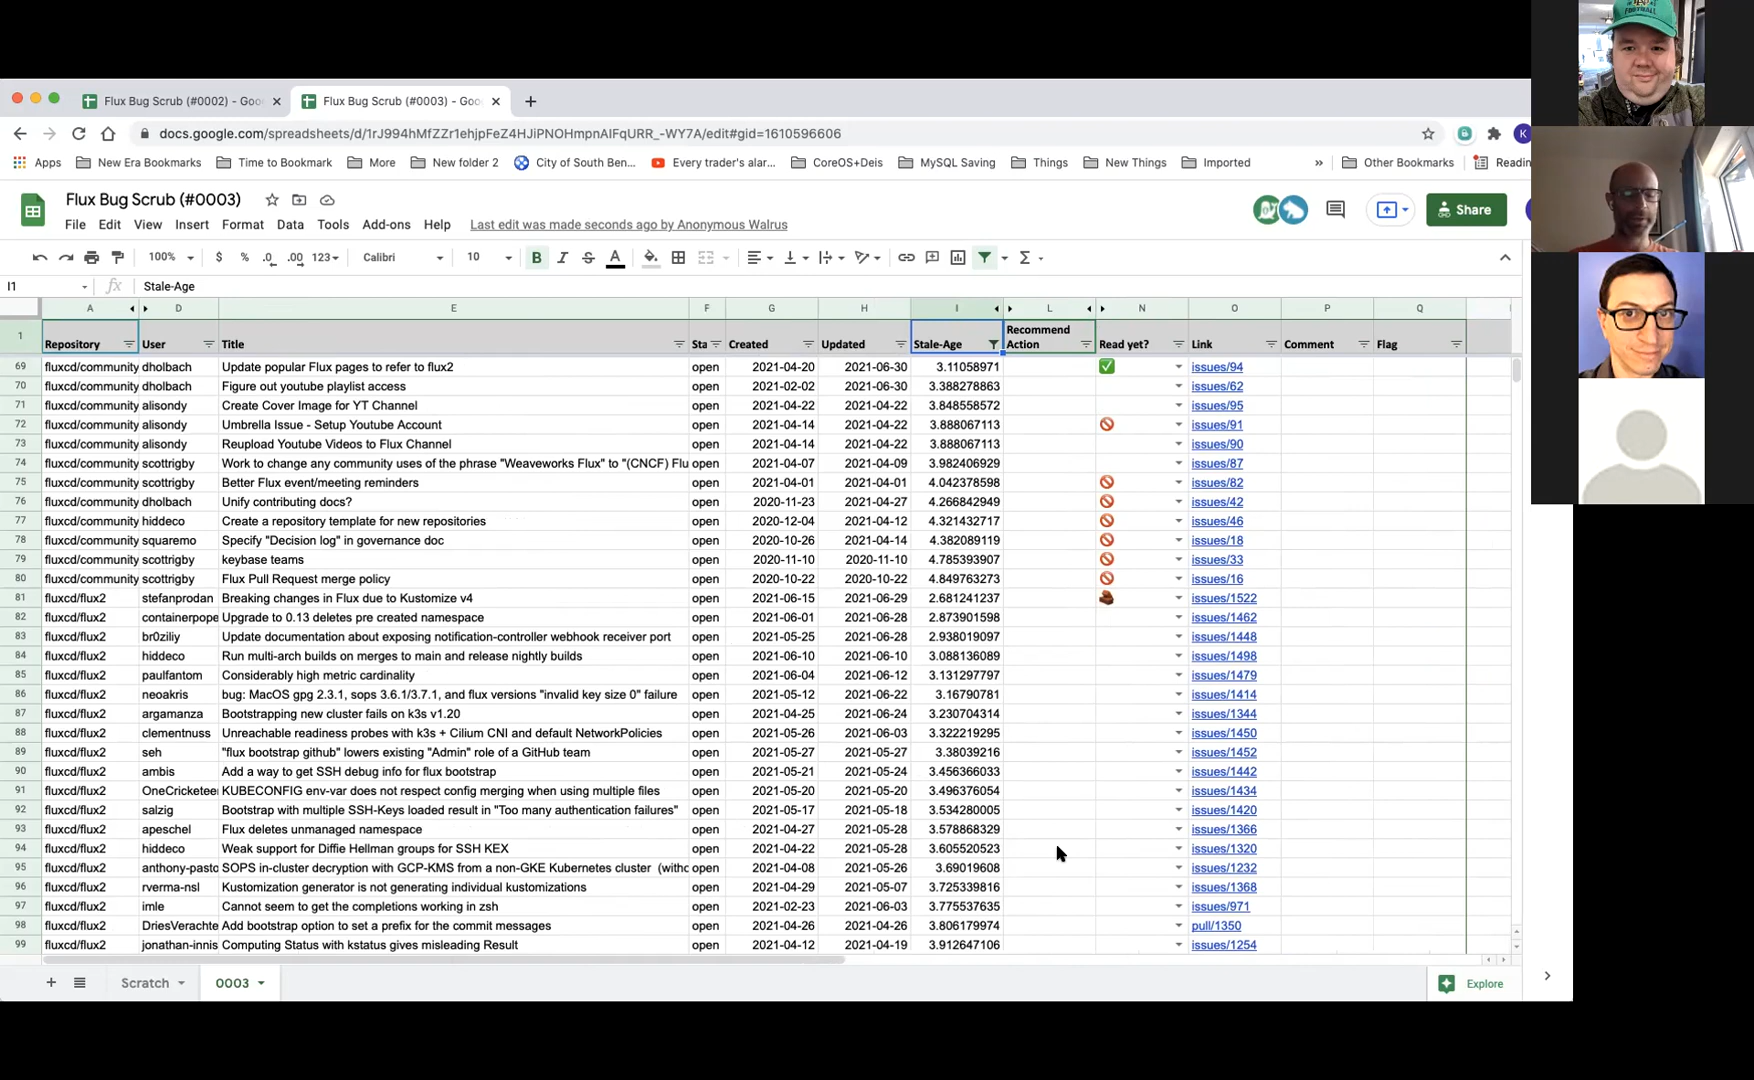 FOOTBALL
Flux Bug Scrub (#0002) - Goo
Flux Bug Scrub (#0003) - Goo
docs.google.com/spreadsheets/d/1rJ994hMfZZr1ehjpFeZ4HJiPNOHmpnAIFqURR_-WY7A/edit#gid=1610596606
K
Apps New Era Bookmarks Time to Bookmark More New folder 2 City of South Ben... Every trader's alar... CoreOS+Deis MySQL Saving Things New Things Imported » Other Bookmarks Readin
Flux Bug Scrub (#0003)
Share
File Edit View Insert Format Data Tools Add-ons Help Last edit was made seconds ago by Anonymous Walrus
100% $ % .0 .00 123 Calibri 10 B I S A
I1 fx Stale-Age
A D E F G H I L N O P Q
1 Repository User Title Sta Created Updated Stale-Age Recommend Action Read yet? Link Comment Flag
69 fluxcd/community dholbach Update popular Flux pages to refer to flux2 open 2021-04-20 2021-06-30 3.11058971 ✅ issues/94
70 fluxcd/community dholbach Figure out youtube playlist access open 2021-02-02 2021-06-30 3.388278863 issues/62
71 fluxcd/community alisondy Create Cover Image for YT Channel open 2021-04-22 2021-04-22 3.848558572 issues/95
72 fluxcd/community alisondy Umbrella Issue - Setup Youtube Account open 2021-04-14 2021-04-22 3.888067113 🚫 issues/91
73 fluxcd/community alisondy Reupload Youtube Videos to Flux Channel open 2021-04-14 2021-04-22 3.888067113 issues/90
74 fluxcd/community scottrigby Work to change any community uses of the phrase "Weaveworks Flux" to "(CNCF) Flu open 2021-04-07 2021-04-09 3.982406929 issues/87
75 fluxcd/community scottrigby Better Flux event/meeting reminders open 2021-04-01 2021-04-01 4.042378598 🚫 issues/82
76 fluxcd/community dholbach Unify contributing docs? open 2020-11-23 2021-04-27 4.266842949 🚫 issues/42
77 fluxcd/community hiddeco Create a repository template for new repositories open 2020-12-04 2021-04-12 4.321432717 🚫 issues/46
78 fluxcd/community squaremo Specify "Decision log" in governance doc open 2020-10-26 2021-04-14 4.382089119 🚫 issues/18
79 fluxcd/community scottrigby keybase teams open 2020-11-10 2020-11-10 4.785393907 🚫 issues/33
80 fluxcd/community scottrigby Flux Pull Request merge policy open 2020-10-22 2020-10-22 4.849763273 🚫 issues/16
81 fluxcd/flux2 stefanprodan Breaking changes in Flux due to Kustomize v4 open 2021-06-15 2021-06-29 2.681241237 issues/1522
82 fluxcd/flux2 containerpope Upgrade to 0.13 deletes pre created namespace open 2021-06-01 2021-06-28 2.873901598 issues/1462
83 fluxcd/flux2 br0ziliy Update documentation about exposing notification-controller webhook receiver port open 2021-05-25 2021-06-28 2.938019097 issues/1448
84 fluxcd/flux2 hiddeco Run multi-arch builds on merges to main and release nightly builds open 2021-06-10 2021-06-10 3.088136089 issues/1498
85 fluxcd/flux2 paulfantom Considerably high metric cardinality open 2021-06-04 2021-06-12 3.131297797 issues/1479
86 fluxcd/flux2 neoakris bug: MacOS gpg 2.3.1, sops 3.6.1/3.7.1, and flux versions "invalid key size 0" failure open 2021-05-12 2021-06-22 3.16790781 issues/1414
87 fluxcd/flux2 argamanza Bootstrapping new cluster fails on k3s v1.20 open 2021-04-25 2021-06-24 3.230704314 issues/1344
88 fluxcd/flux2 clementnuss Unreachable readiness probes with k3s + Cilium CNI and default NetworkPolicies open 2021-05-26 2021-06-03 3.322219295 issues/1450
89 fluxcd/flux2 seh "flux bootstrap github" lowers existing "Admin" role of a GitHub team open 2021-05-27 2021-05-27 3.38039216 issues/1452
90 fluxcd/flux2 ambis Add a way to get SSH debug info for flux bootstrap open 2021-05-21 2021-05-24 3.456366033 issues/1442
91 fluxcd/flux2 OneCricketeer KUBECONFIG env-var does not respect config merging when using multiple files open 2021-05-20 2021-05-20 3.496376054 issues/1434
92 fluxcd/flux2 salzig Bootstrap with multiple SSH-Keys loaded result in "Too many authentication failures" open 2021-05-17 2021-05-18 3.534280005 issues/1420
93 fluxcd/flux2 apeschel Flux deletes unmanaged namespace open 2021-04-27 2021-05-28 3.578868329 issues/1366
94 fluxcd/flux2 hiddeco Weak support for Diffie Hellman groups for SSH KEX open 2021-04-22 2021-05-28 3.605520523 issues/1320
95 fluxcd/flux2 anthony-pasto SOPS in-cluster decryption with GCP-KMS from a non-GKE Kubernetes cluster (witho open 2021-04-08 2021-05-26 3.69019608 issues/1232
96 fluxcd/flux2 rverma-nsl Kustomization generator is not generating individual kustomizations open 2021-04-29 2021-05-07 3.725339816 issues/1368
97 fluxcd/flux2 imle Cannot seem to get the completions working in zsh open 2021-02-23 2021-06-03 3.775537635 issues/971
98 fluxcd/flux2 DriesVerachte Add bootstrap option to set a prefix for the commit messages open 2021-04-26 2021-04-26 3.806179974 pull/1350
99 fluxcd/flux2 jonathan-innis Computing Status with kstatus gives misleading Result open 2021-04-12 2021-04-19 3.912647106 issues/1254
Scratch 0003 Explore